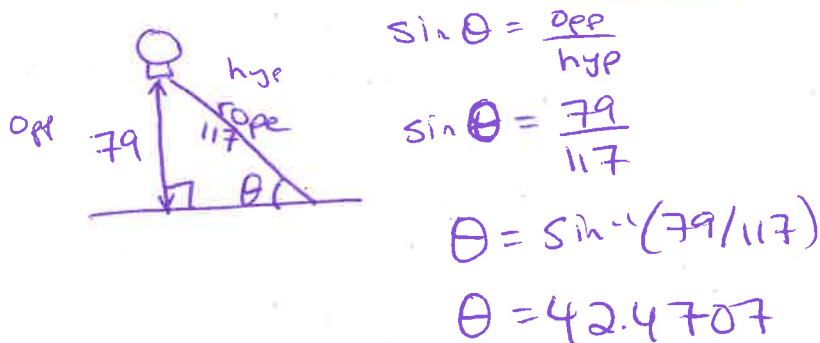 opp
79
hyp
rope
117
θ
sin θ = opp/hyp
sin θ = 79/117
θ = sin⁻¹(79/117)
θ = 42.4707